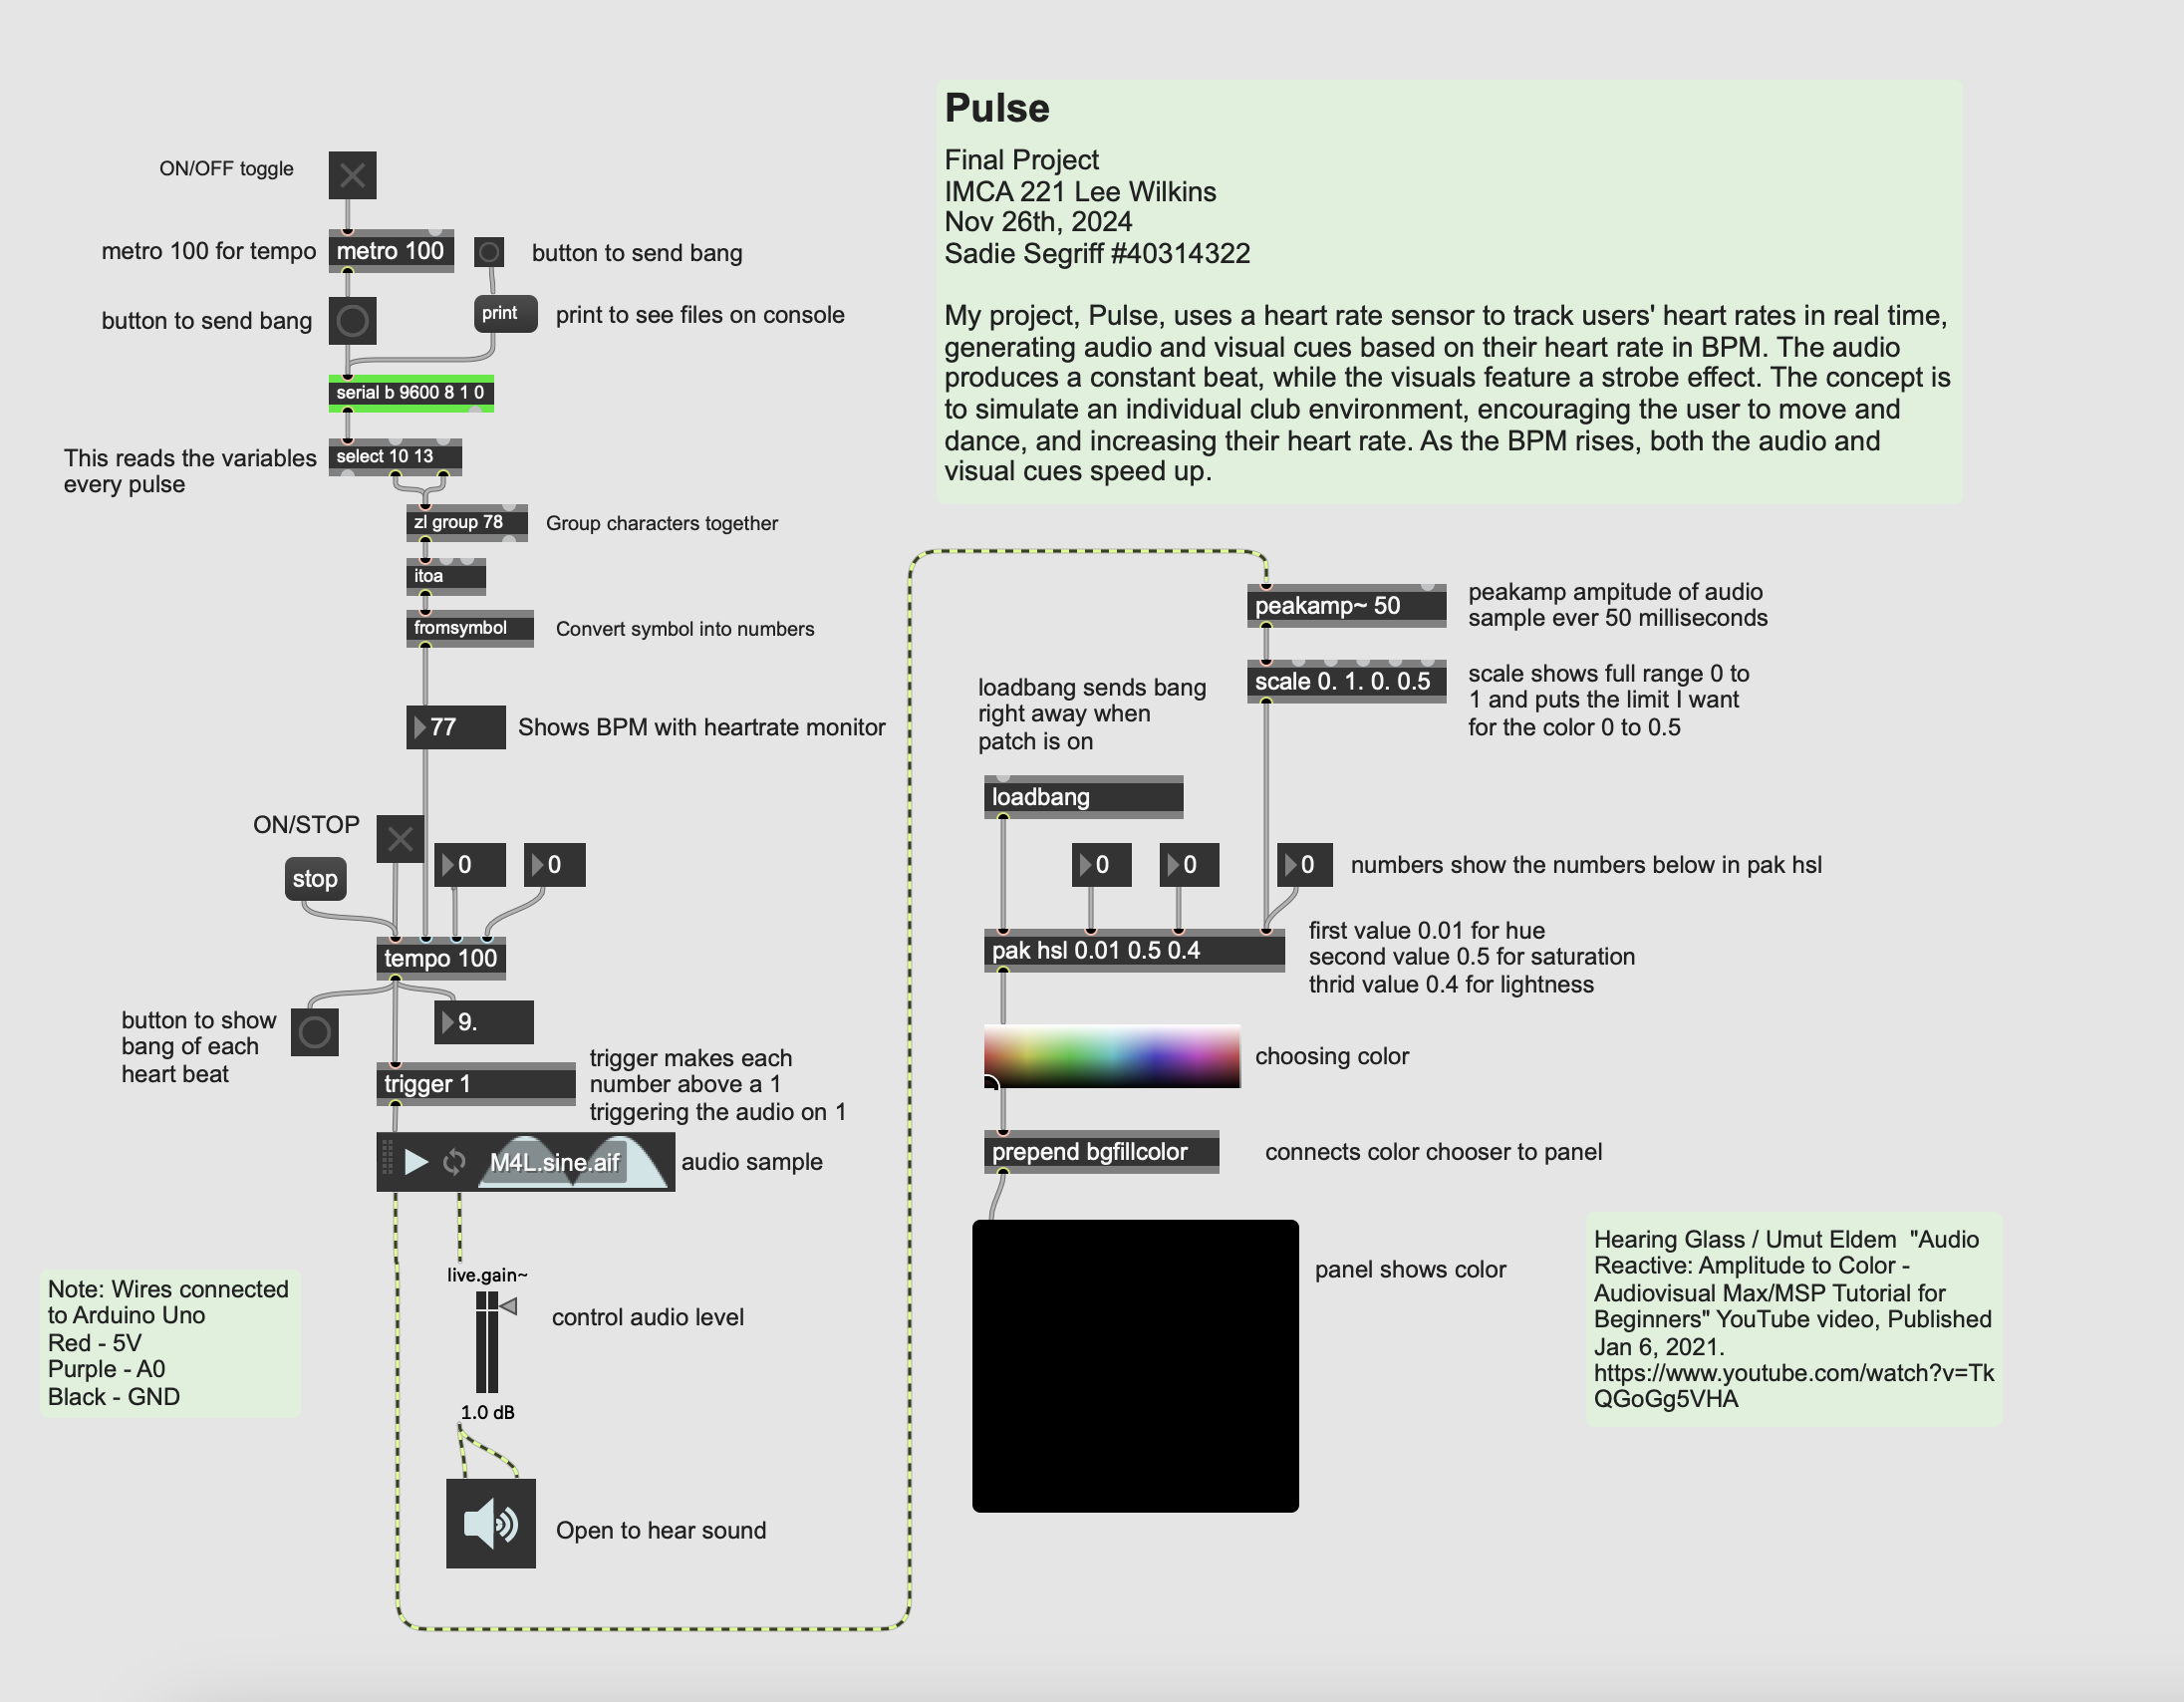 Pulse
Final Project
IMCA 221 Lee Wilkins
Nov 26th, 2024
Sadie Segriff #40314322
My project, Pulse, uses a heart rate sensor to track users' heart rates in real time,
generating audio and visual cues based on their heart rate in BPM. The audio
produces a constant beat, while the visuals feature a strobe effect. The concept is
to simulate an individual club environment, encouraging the user to move and
dance, and increasing their heart rate. As the BPM rises, both the audio and
visual cues speed up.
ON/OFF toggle
metro 100 for tempo
metro 100
button to send bang
button to send bang
print
print to see files on console
serial b 9600 8 1 0
This reads the variables
every pulse
select 10 13
zl group 78
Group characters together
itoa
fromsymbol
Convert symbol into numbers
77
Shows BPM with heartrate monitor
ON/STOP
stop
0
0
tempo 100
button to show
bang of each
heart beat
9.
trigger 1
trigger makes each
number above a 1
triggering the audio on 1
M4L.sine.aif
audio sample
live.gain~
control audio level
1.0 dB
Open to hear sound
Note: Wires connected
to Arduino Uno
Red - 5V
Purple - A0
Black - GND
peakamp~ 50
peakamp ampitude of audio
sample ever 50 milliseconds
scale 0. 1. 0. 0.5
scale shows full range 0 to
1 and puts the limit I want
for the color 0 to 0.5
loadbang sends bang
right away when
patch is on
loadbang
0
0
0
numbers show the numbers below in pak hsl
pak hsl 0.01 0.5 0.4
first value 0.01 for hue
second value 0.5 for saturation
thrid value 0.4 for lightness
choosing color
prepend bgfillcolor
connects color chooser to panel
panel shows color
Hearing Glass / Umut Eldem  "Audio
Reactive: Amplitude to Color -
Audiovisual Max/MSP Tutorial for
Beginners" YouTube video, Published
Jan 6, 2021.
https://www.youtube.com/watch?v=Tk
QGoGg5VHA